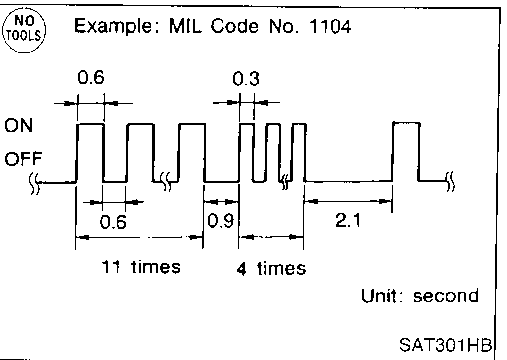 NO
TOOLS
Example: MIL Code No. 1104
0.6
0.3
ON
OFF
0.6
0.9
2.1
11 times
4 times
Unit: second
SAT301HB